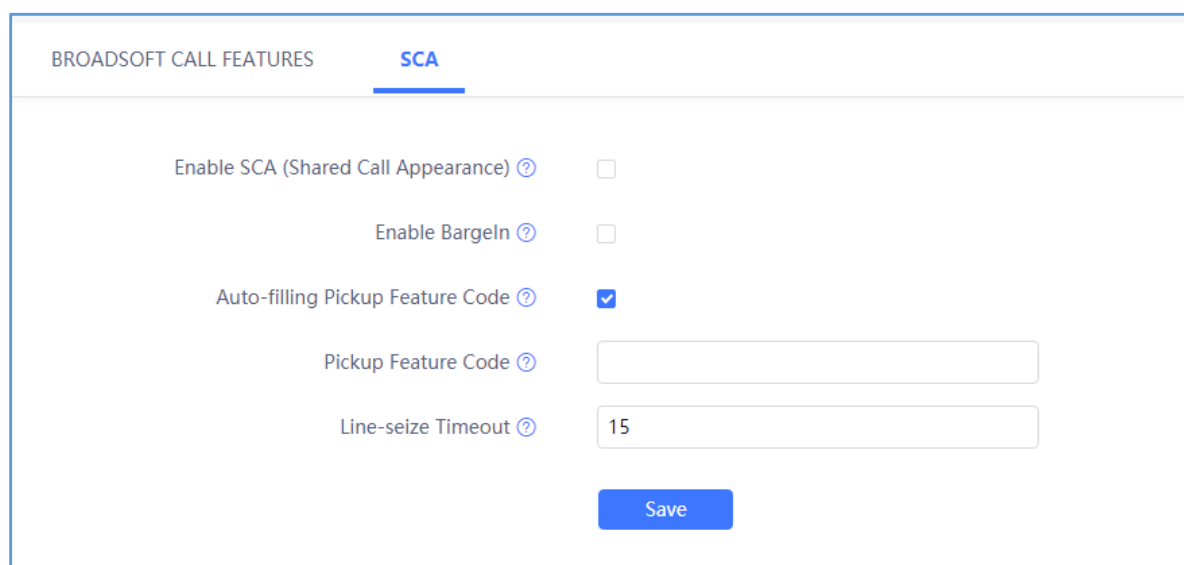 BROADSOFT CALL FEATURES SCA
Enable SCA (Shared Call Appearance) ?
Enable BargeIn ?
Auto-filling Pickup Feature Code ?
Pickup Feature Code ?
Line-seize Timeout ? 15
Save